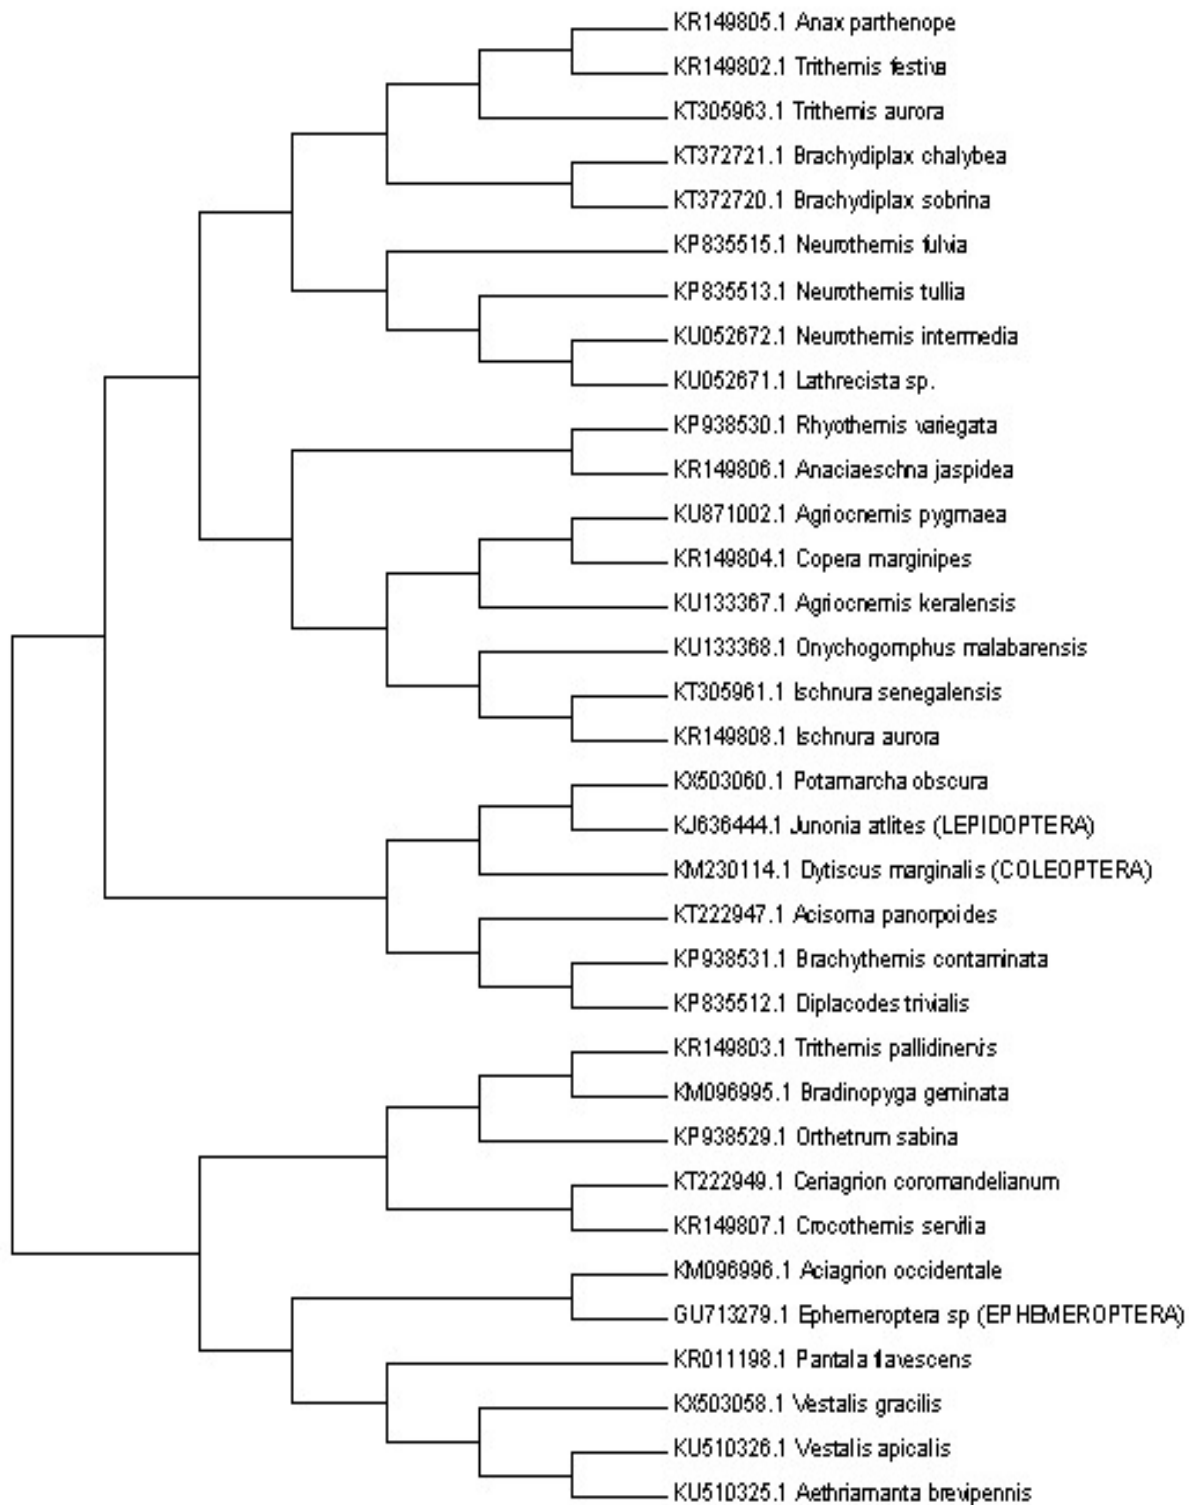 KR149805.1 Anax parthenope
KR149802.1 Trithemis festiva
KT305963.1 Trithemis aurora
KT372721.1 Brachydiplax chalybea
KT372720.1 Brachydiplax sobrina
KP835515.1 Neurothemis fulvia
KP835513.1 Neurothemis tullia
KU052672.1 Neurothemis intermedia
KU052671.1 Lathrecista sp.
KP938530.1 Rhyothemis variegata
KR149806.1 Anaciaeschna jaspidea
KU871002.1 Agriocnemis pygmaea
KR149804.1 Copera marginipes
KU133367.1 Agriocnemis keralensis
KU133368.1 Onychogomphus malabarensis
KT305961.1 Ischnura senegalensis
KR149808.1 Ischnura aurora
KX503060.1 Potamarcha obscura
KJ636444.1 Junonia atlites (LEPIDOPTERA)
KM230114.1 Dytiscus marginalis (COLEOPTERA)
KT222947.1 Acisoma panorpoides
KP938531.1 Brachythemis contaminata
KP835512.1 Diplacodes trivialis
KR149803.1 Trithemis pallidinervis
KM096995.1 Bradinopyga geminata
KP938529.1 Orthetrum sabina
KT222949.1 Ceriagrion coromandelianum
KR149807.1 Crocothemis servilia
KM096996.1 Aciagrion occidentale
GU713279.1 Ephemeroptera sp (EPHEMEROPTERA)
KR011198.1 Pantala flavescens
KX503058.1 Vestalis gracilis
KU510326.1 Vestalis apicalis
KU510325.1 Aethriamanta brevipennis